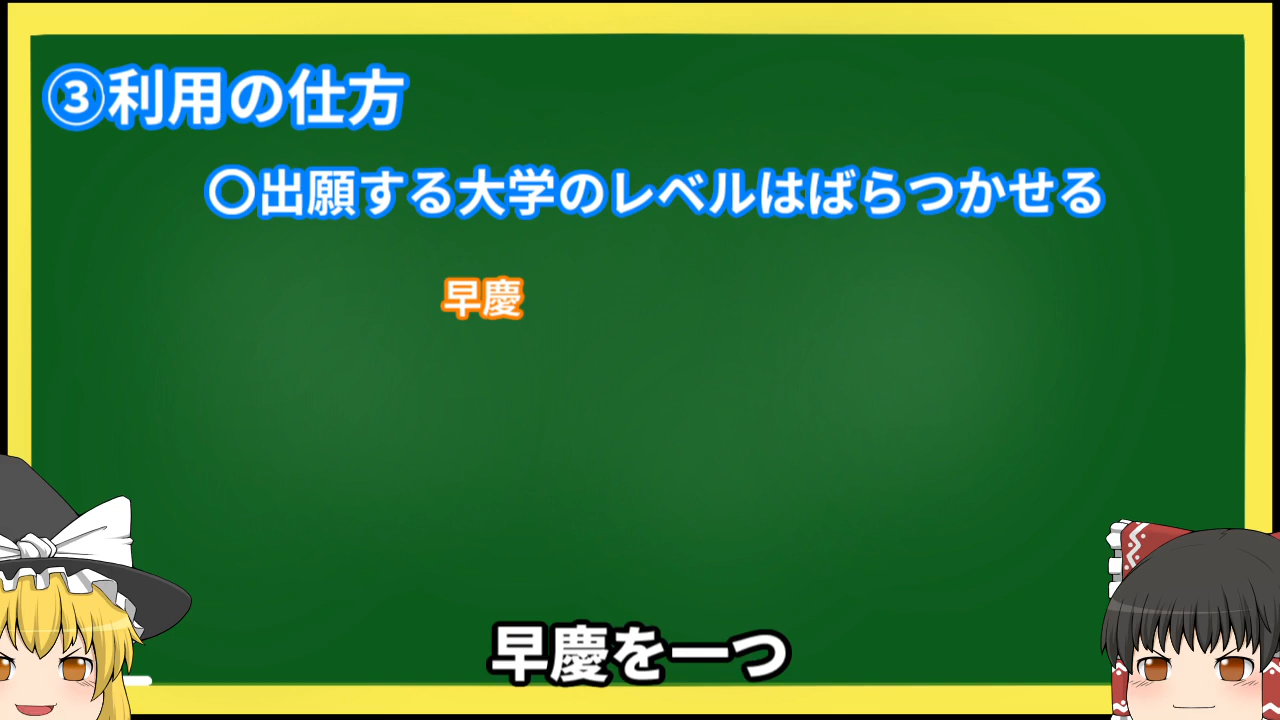 ③利用の仕方
〇出願する大学のレベルはばらつかせる
早慶
早慶を一つ